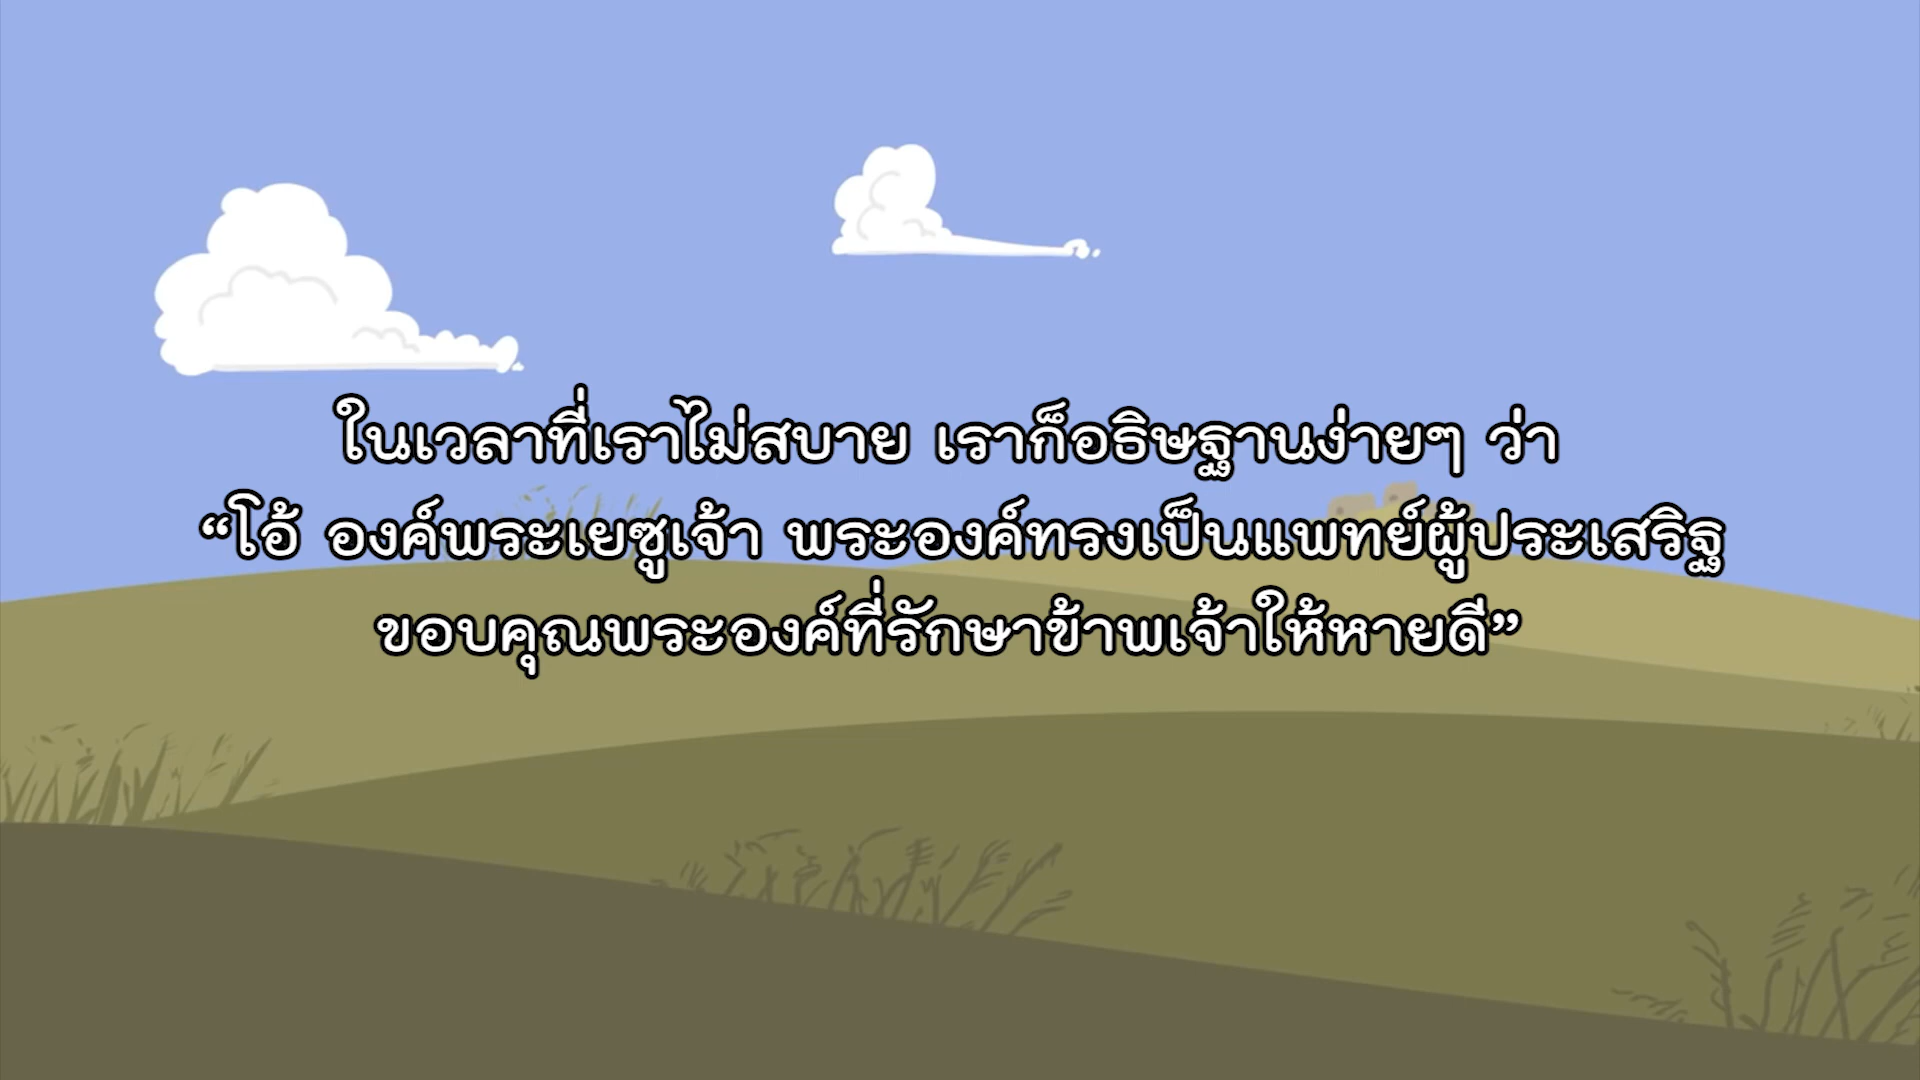 ในเวลาที่เราไม่สบาย เราก็อธิษฐานง่ายๆ ว่า
“โอ้ องค์พระเยซูเจ้า พระองค์ทรงเป็นแพทย์ผู้ประเสริฐ
ขอบคุณพระองค์ที่รักษาข้าพเจ้าให้หายดี”